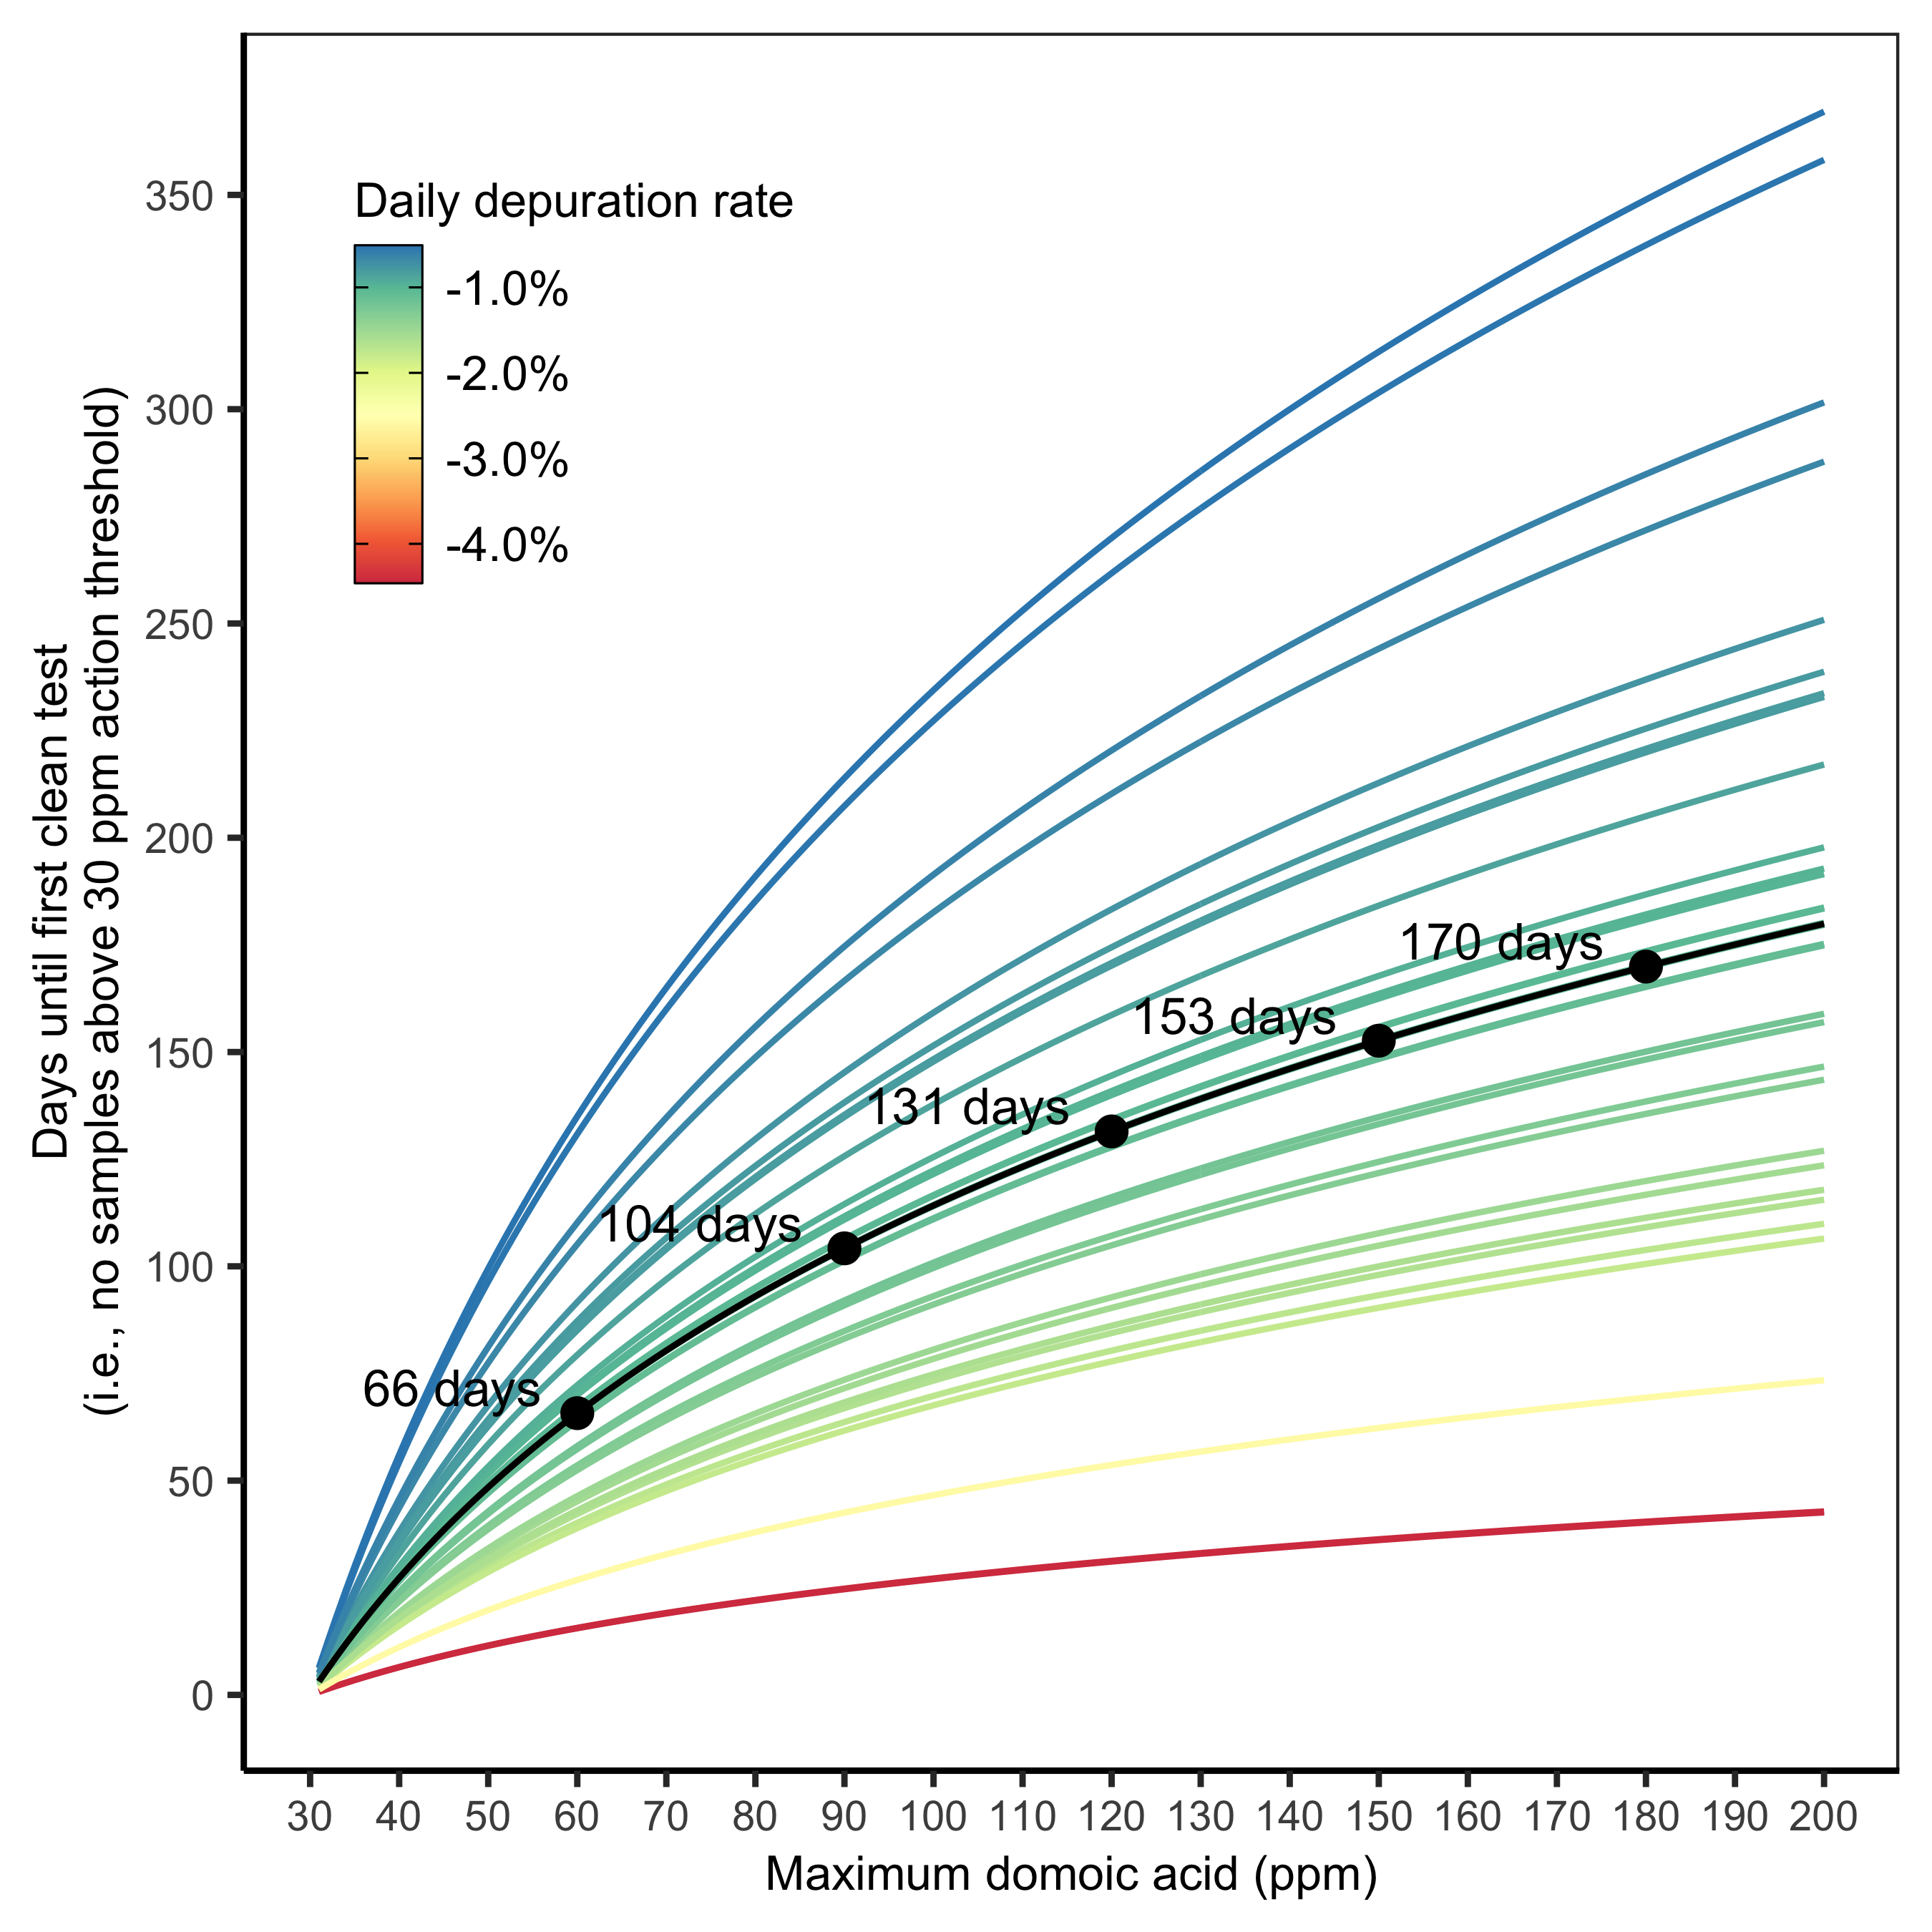 Daily depuration rate
-1.0%
-2.0%
-3.0%
-4.0%
Days until first clean test
(i.e., no samples above 30 ppm action threshold)
350
300
250
200
150
100
50
0
170 days
153 days
131 days
104 days
66 days
30 40 50 60 70 80 90 100 110 120 130 140 150 160 170 180 190 200
Maximum domoic acid (ppm)